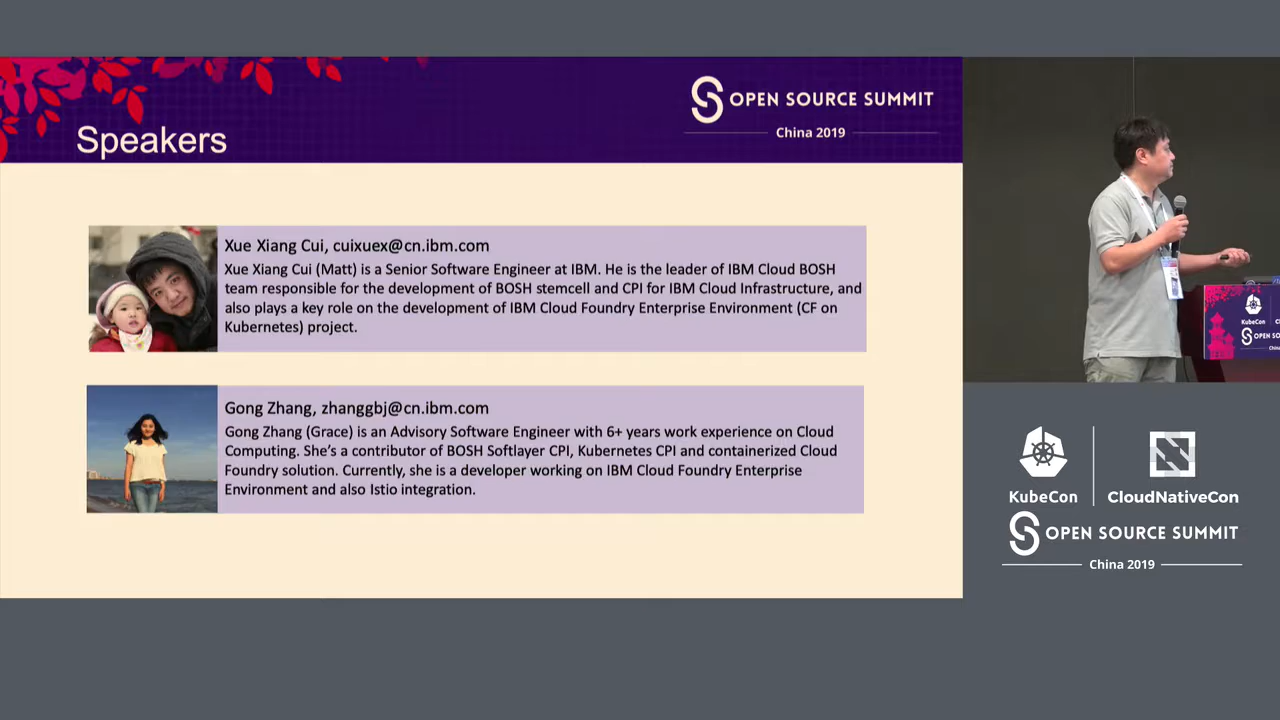 Speakers
OPEN SOURCE SUMMIT
China 2019
Xue Xiang Cui, cuixuex@cn.ibm.com
Xue Xiang Cui (Matt) is a Senior Software Engineer at IBM. He is the leader of IBM Cloud BOSH
team responsible for the development of BOSH stemcell and CPI for IBM Cloud Infrastructure, and
also plays a key role on the development of IBM Cloud Foundry Enterprise Environment (CF on
Kubernetes) project.
Gong Zhang, zhanggbj@cn.ibm.com
Gong Zhang (Grace) is an Advisory Software Engineer with 6+ years work experience on Cloud
Computing. She's a contributor of BOSH Softlayer CPI, Kubernetes CPI and containerized Cloud
Foundry solution. Currently, she is a developer working on IBM Cloud Foundry Enterprise
Environment and also Istio integration.
KubeCon
OPEN SO
KubeCon
CloudNativeCon
OPEN SOURCE SUMMIT
China 2019